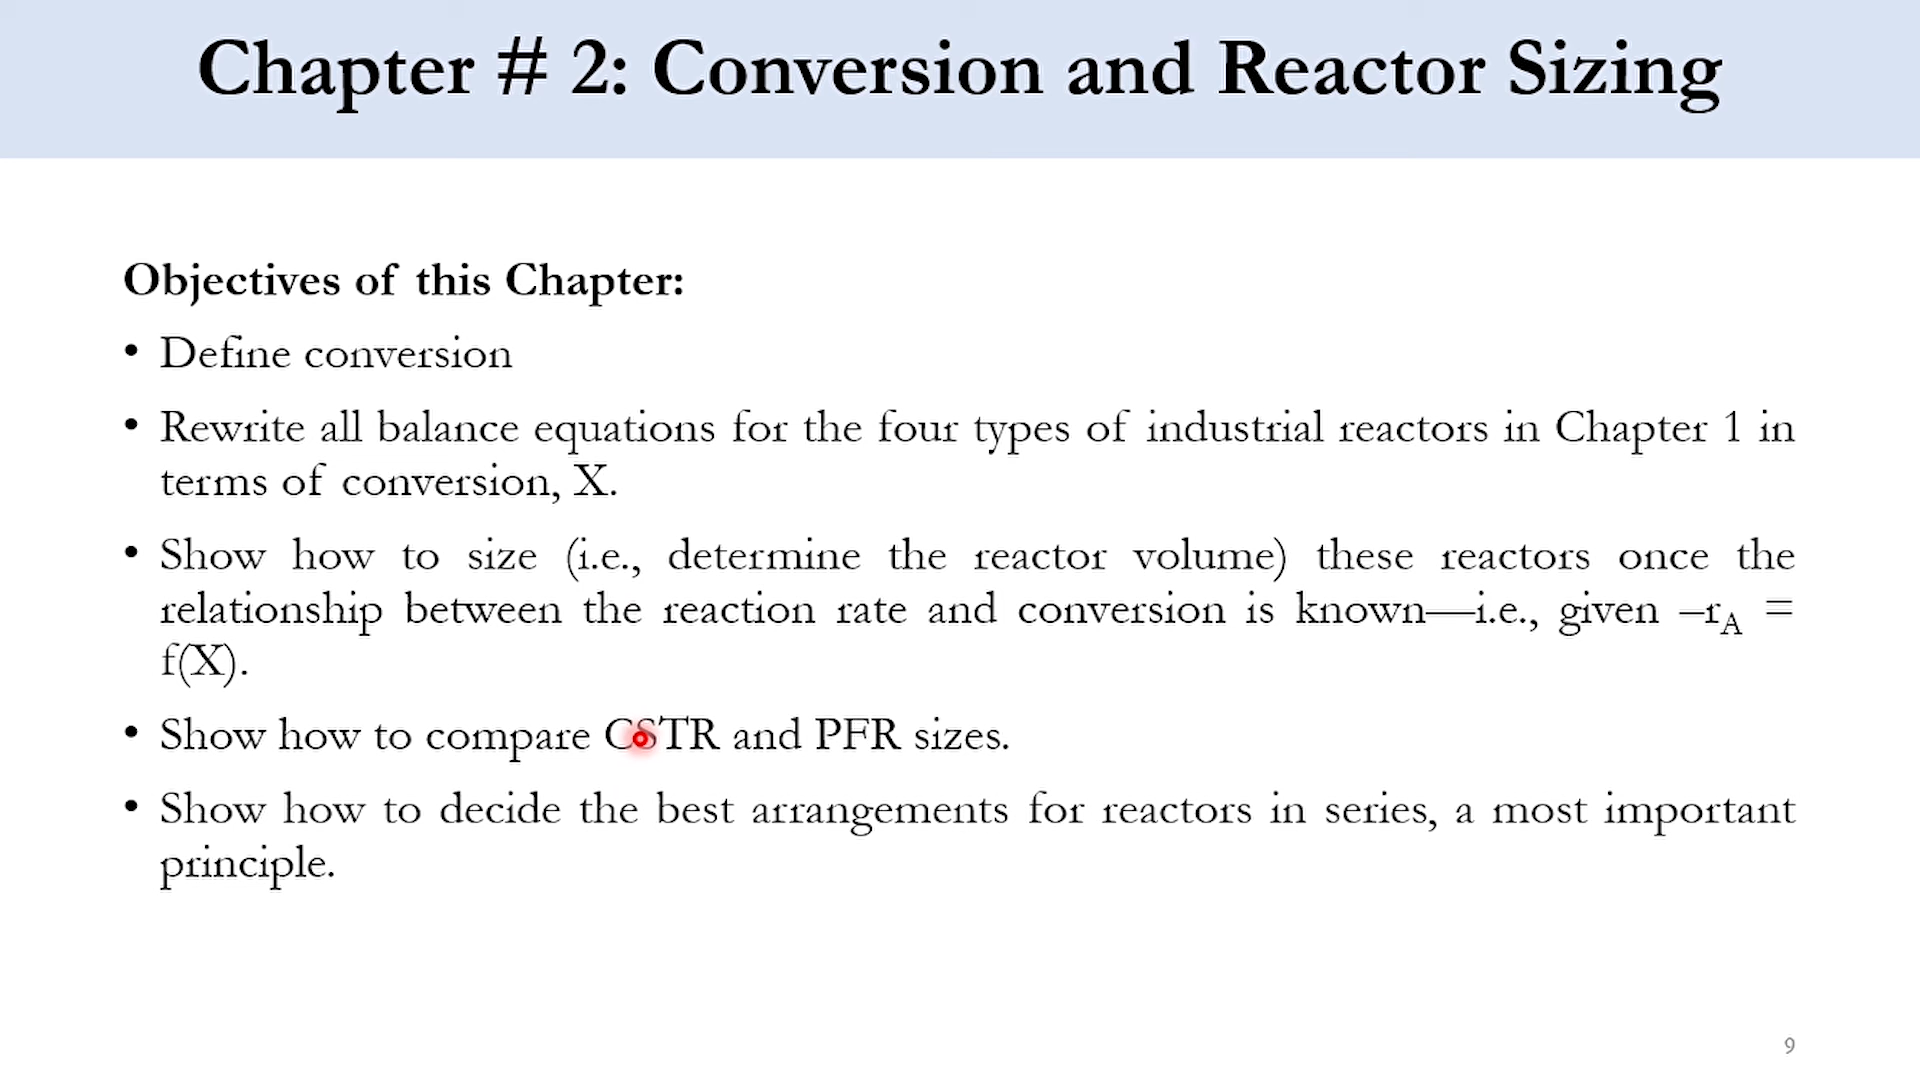 Chapter # 2: Conversion and Reactor Sizing
Objectives of this Chapter:
• Define conversion
• Rewrite all balance equations for the four types of industrial reactors in Chapter 1 in
terms of conversion, X.
• Show how to size (i.e., determine the reactor volume) these reactors once the
relationship between the reaction rate and conversion is known—i.e., given –r_A =
f(X).
• Show how to compare CSTR and PFR sizes.
• Show how to decide the best arrangements for reactors in series, a most important
principle.
9